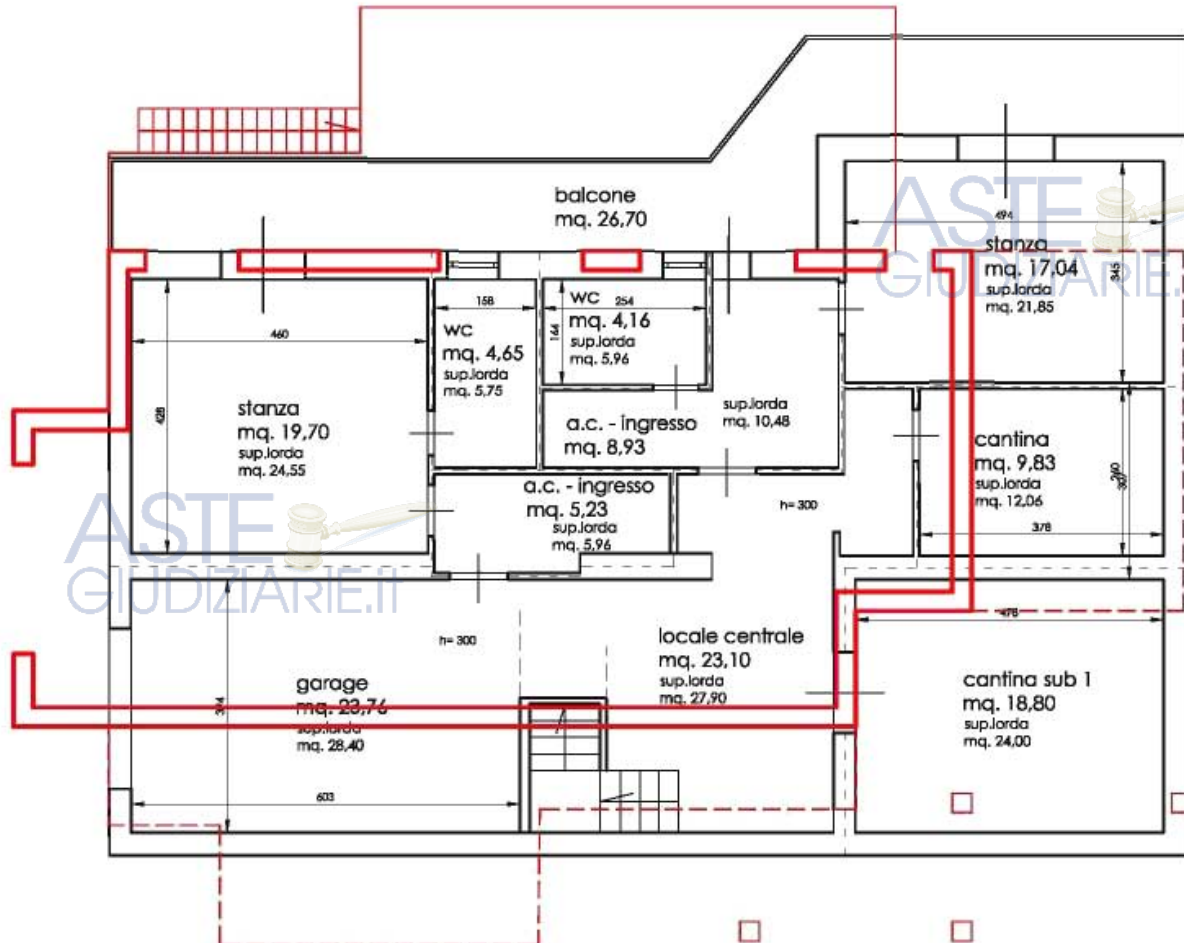 balcone
mq. 26,70
ASTE
GIUDIZIARIE.
494
stanza
mq. 17,04
sup.lorda
mq. 21,85
345
460
428
stanza
mq. 19,70
sup.lorda
mq. 24,55
158
wc
mq. 4,65
sup.lorda
mq. 5,75
wc
254
mq. 4,16
sup.lorda
mq. 5,96
164
a.c. - ingresso
mq. 8,93
sup.lorda
mq. 10,48
a.c. - ingresso
mq. 5,23
sup.lorda
mq. 5,96
h= 300
cantina
mq. 9,83
sup.lorda
mq. 12,06
260
378
ASTE
GIUDIZIARIE.it
h= 300
locale centrale
mq. 23,10
sup.lorda
mq. 27,90
garage
mq. 23,76
sup.lorda
mq. 28,40
394
603
478
cantina sub 1
mq. 18,80
sup.lorda
mq. 24,00